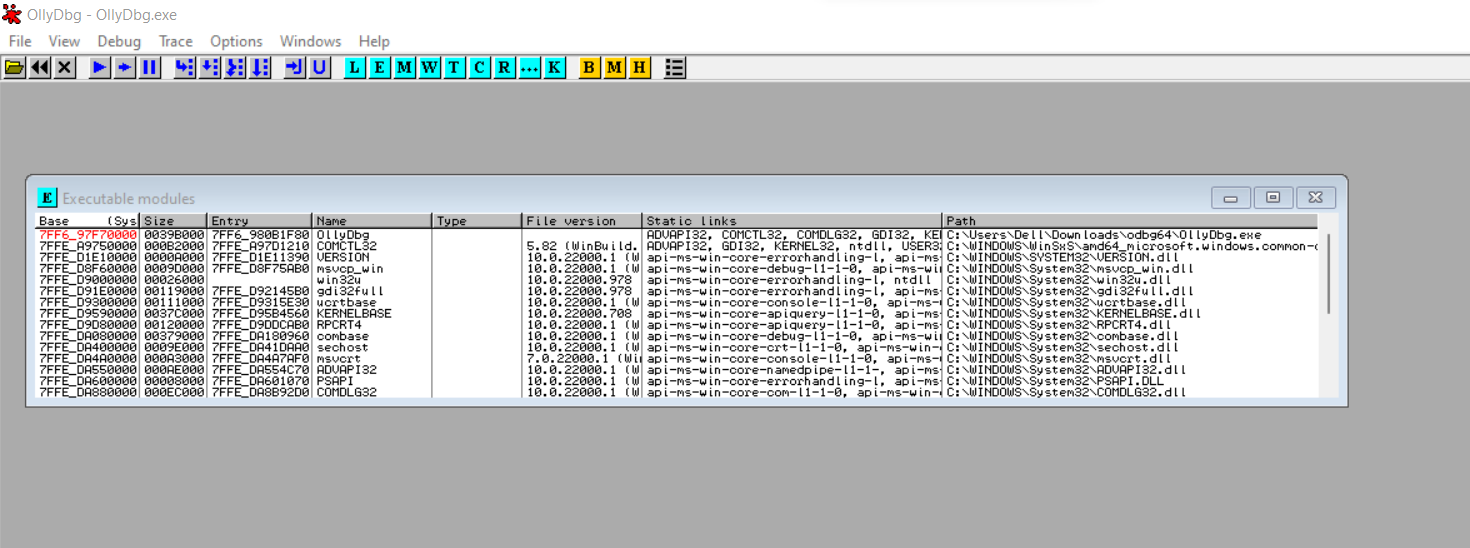 OllyDbg - OllyDbg.exe
File View Debug Trace Options Windows Help
L E M W T C R ... K B M H
E Executable modules
Base (Sys Size Entry Name Type File version Static links Path
7FF6_97F70000 0039B000 7FF6_980B1F80 OllyDbg ADVAPI32, COMCTL32, COMDLG32, GDI32, KE C:\Users\Dell\Downloads\odbg64\OllyDbg.exe
7FFE_A9750000 000B2000 7FFE_A97D1210 COMCTL32 5.82 (WinBuild. ADVAPI32, GDI32, KERNEL32, ntdll, USER3 C:\WINDOWS\WinSxS\amd64_microsoft.windows.common-c
7FFE_D1E10000 0000A000 7FFE_D1E11390 VERSION 10.0.22000.1 (W api-ms-win-core-errorhandling-l, api-ms- C:\WINDOWS\SYSTEM32\VERSION.dll
7FFE_D8F60000 0009D000 7FFE_D8F75AB0 msvcp_win 10.0.22000.1 (W api-ms-win-core-debug-l1-1-0, api-ms-wi C:\WINDOWS\System32\msvcp_win.dll
7FFE_D9000000 00026000 win32u 10.0.22000.978 api-ms-win-core-errorhandling-l, ntdll C:\WINDOWS\System32\win32u.dll
7FFE_D91E0000 00119000 7FFE_D92145B0 gdi32full 10.0.22000.978 api-ms-win-core-errorhandling-l, api-ms- C:\WINDOWS\System32\gdi32full.dll
7FFE_D9300000 00111000 7FFE_D9315E30 ucrtbase 10.0.22000.1 (W api-ms-win-core-console-l1-1-0, api-ms- C:\WINDOWS\System32\ucrtbase.dll
7FFE_D9590000 0037C000 7FFE_D95B4560 KERNELBASE 10.0.22000.708 api-ms-win-core-apiquery-l1-1-0, api-ms C:\WINDOWS\System32\KERNELBASE.dll
7FFE_D9D80000 00120000 7FFE_D9DDCAB0 RPCRT4 10.0.22000.1 (W api-ms-win-core-apiquery-l1-1-0, api-ms C:\WINDOWS\System32\RPCRT4.dll
7FFE_DA080000 00379000 7FFE_DA180960 combase 10.0.22000.1 (W api-ms-win-core-debug-l1-1-0, api-ms-wi C:\WINDOWS\System32\combase.dll
7FFE_DA400000 0009E000 7FFE_DA41DAA0 sechost 10.0.22000.1 (W api-ms-win-core-crt-l1-1-0, api-ms-win- C:\WINDOWS\System32\sechost.dll
7FFE_DA4A0000 000A3000 7FFE_DA4A7AF0 msvcrt 7.0.22000.1 (Wi api-ms-win-core-console-l1-1-0, api-ms- C:\WINDOWS\System32\msvcrt.dll
7FFE_DA550000 000AE000 7FFE_DA554C70 ADVAPI32 10.0.22000.1 (W api-ms-win-core-namedpipe-l1-1-, api-ms C:\WINDOWS\System32\ADVAPI32.dll
7FFE_DA600000 00008000 7FFE_DA601070 PSAPI 10.0.22000.1 (W api-ms-win-core-errorhandling-l, api-ms- C:\WINDOWS\System32\PSAPI.DLL
7FFE_DA880000 000EC000 7FFE_DA8B92D0 COMDLG32 10.0.22000.1 (W api-ms-win-core-com-l1-1-0, api-ms-win- C:\WINDOWS\System32\COMDLG32.dll